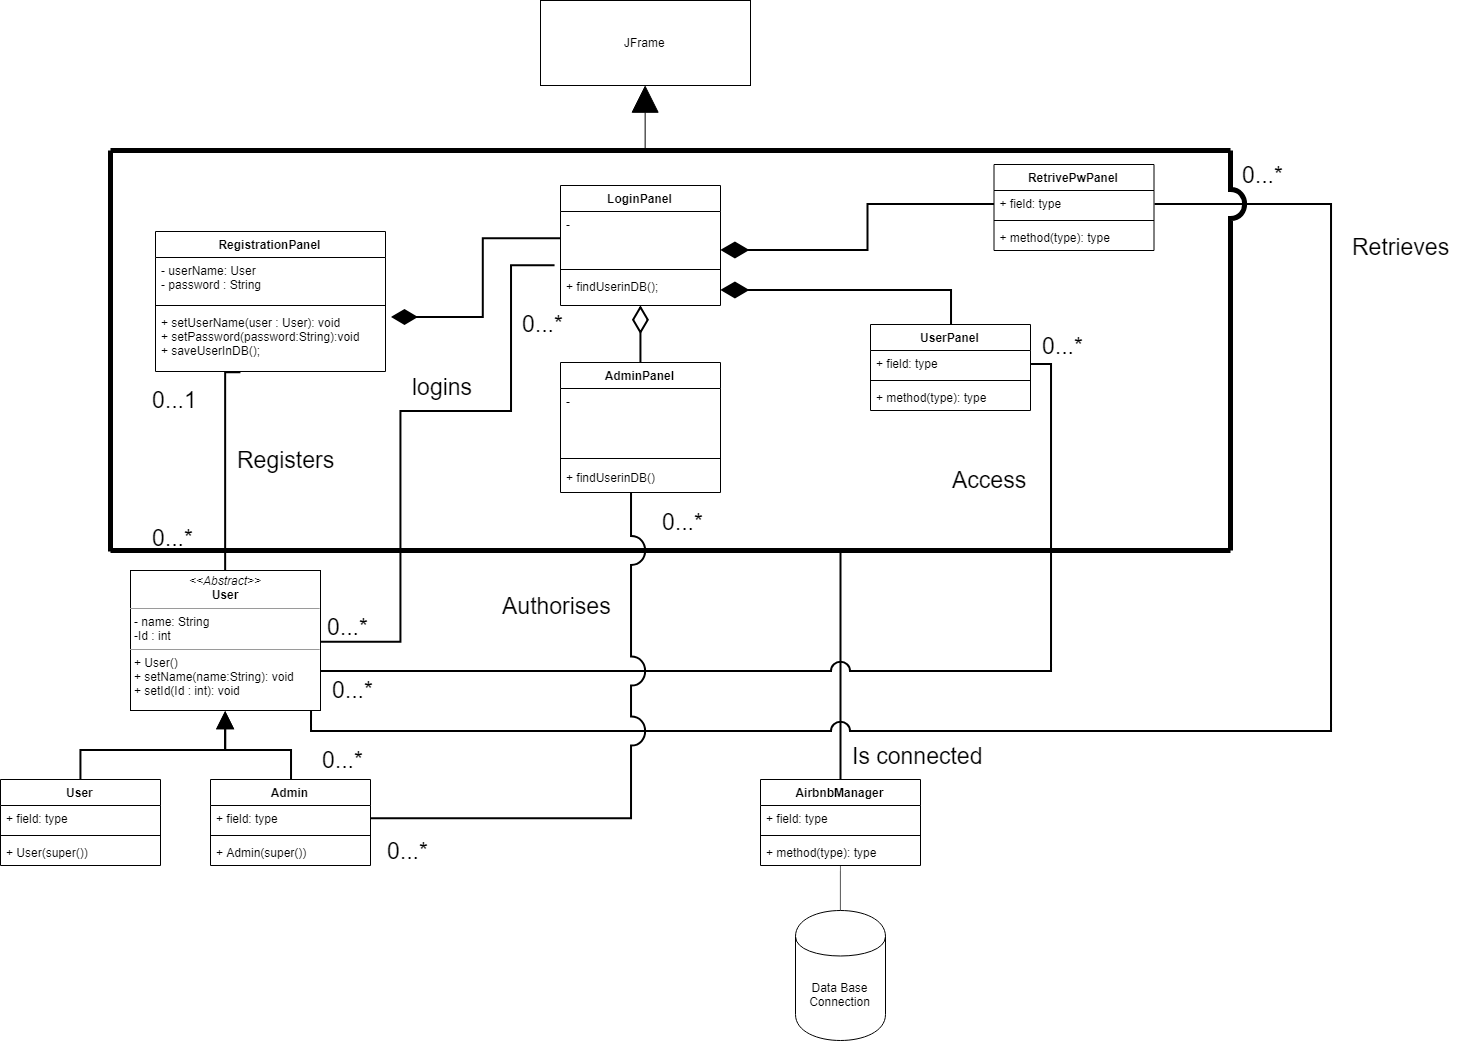 JFrame
RetrivePwPanel
+ field: type
+ method(type): type
0...*
Retrieves
LoginPanel
-
+ findUserinDB();
RegistrationPanel
- userName: User
- password : String
+ setUserName(user : User): void
+ setPassword(password:String):void
+ saveUserInDB();
0...*
UserPanel
+ field: type
+ method(type): type
0...*
AdminPanel
-
+ findUserinDB()
logins
0...1
Registers
Access
0...*
0...*
<<Abstract>>
User
- name: String
-Id : int
+ User()
+ setName(name:String): void
+ setId(Id : int): void
Authorises
0...*
0...*
0...*
Is connected
User
+ field: type
+ User(super())
Admin
+ field: type
+ Admin(super())
0...*
AirbnbManager
+ field: type
+ method(type): type
Data Base
Connection